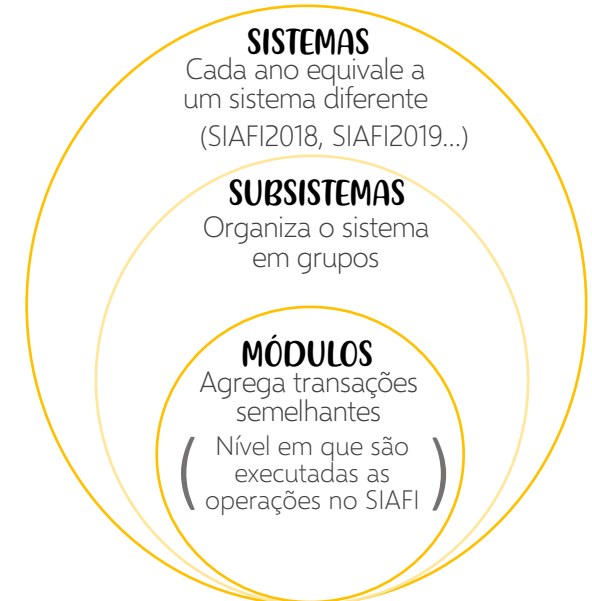 SISTEMAS
Cada ano equivale a
um sistema diferente
(SIAFI2018, SIAFI2019...)
SUBSISTEMAS
Organiza o sistema
em grupos
MÓDULOS
Agrega transações
semelhantes
( Nível em que são
executadas as
operações no SIAFI )